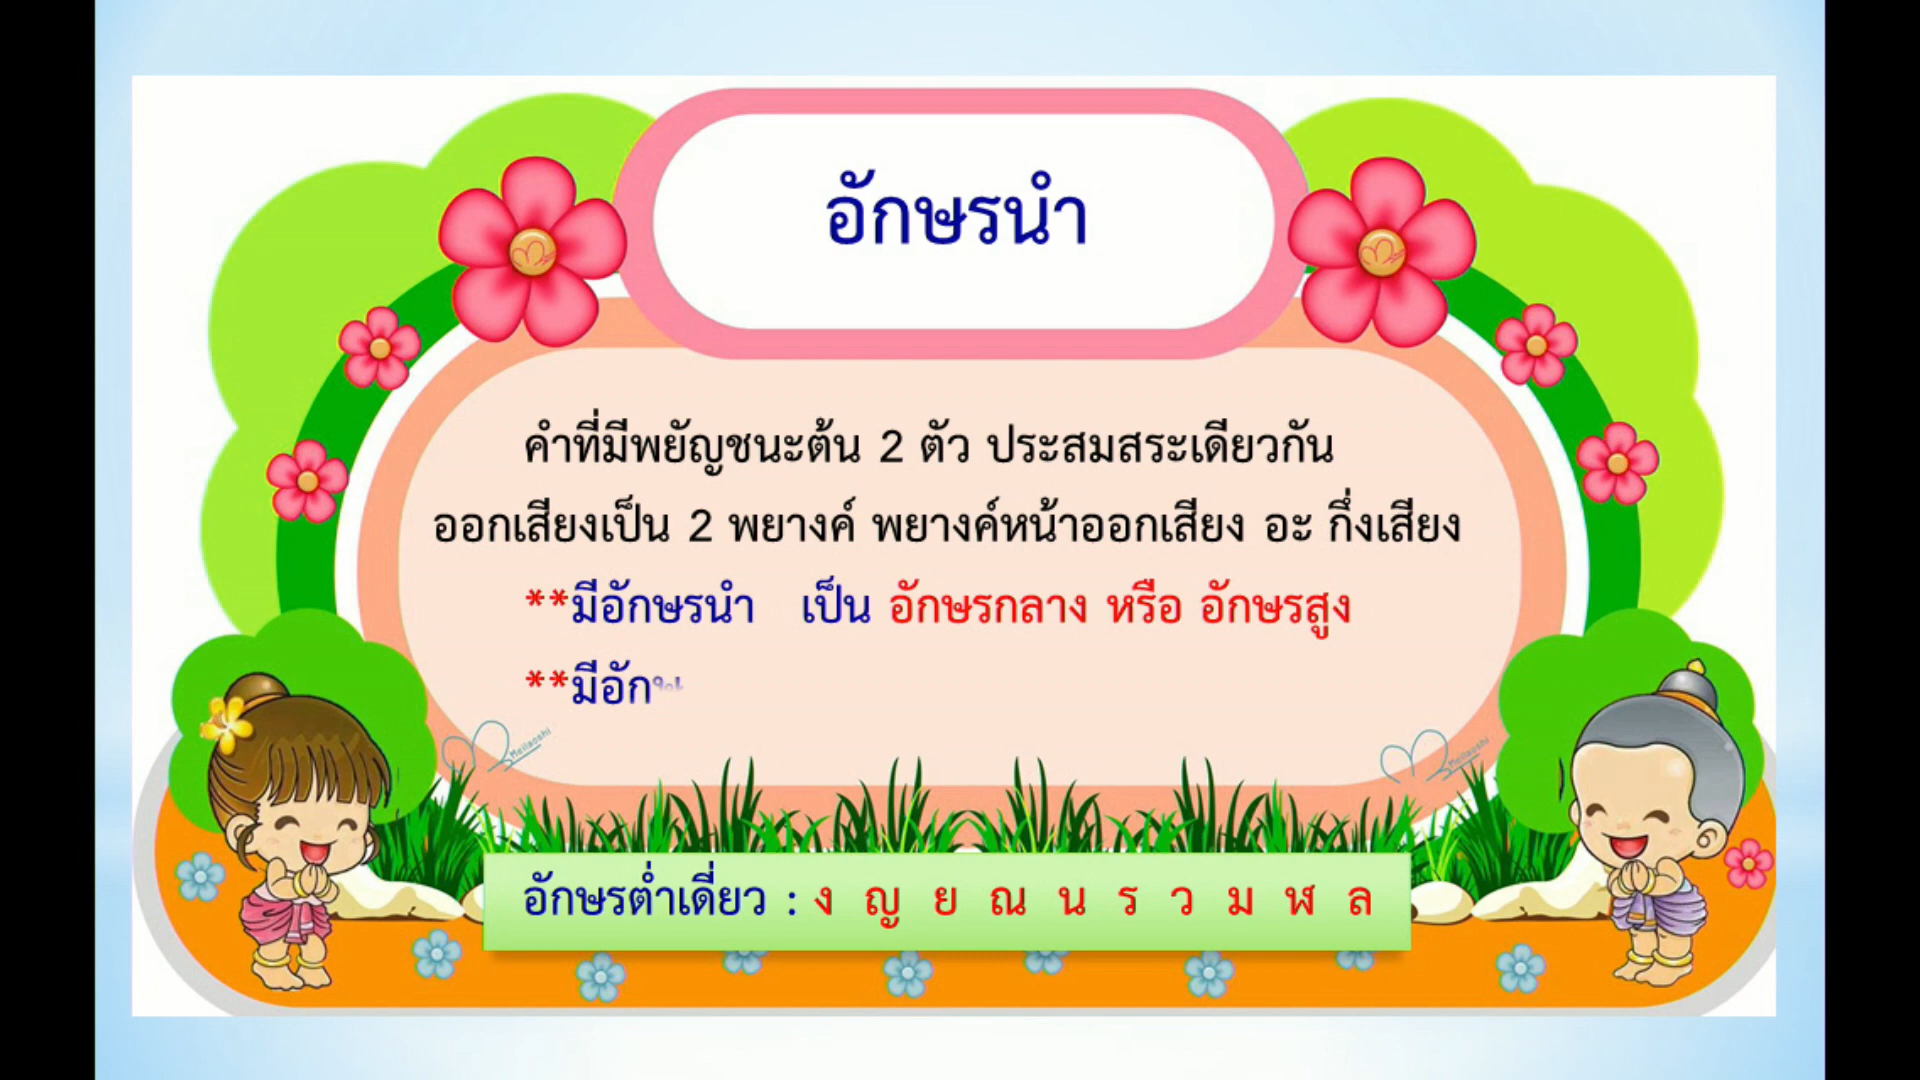 อักษรนำ
คำที่มีพยัญชนะต้น 2 ตัว ประสมสระเดียวกัน
ออกเสียงเป็น 2 พยางค์ พยางค์หน้าออกเสียง อะ กึ่งเสียง
**มีอักษรนำ เป็น อักษรกลาง หรือ อักษรสูง
**มีอัก
Meilaoshi
Meilaoshi
อักษรต่ำเดี่ยว : ง ญ ย ณ น ร ว ม ฬ ล